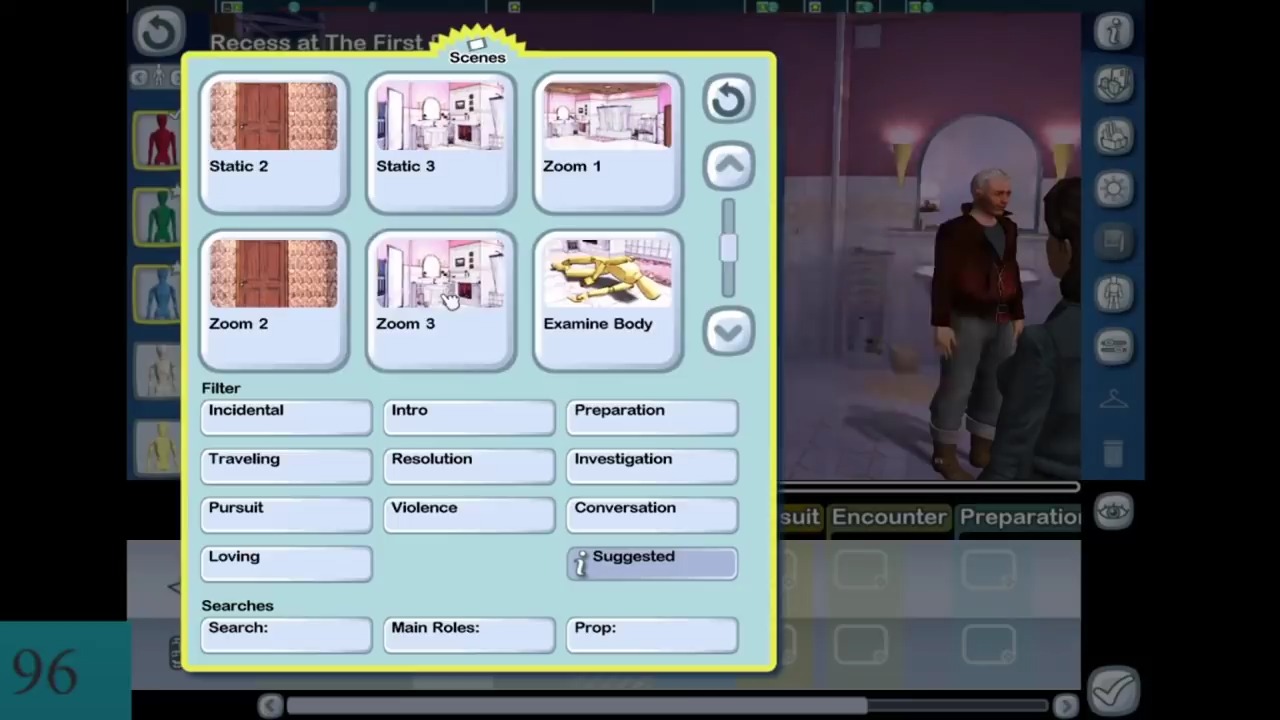 Recess at The First
Scenes
Static 2
Static 3
Zoom 1
Zoom 2
Zoom 3
Examine Body
Filter
Incidental
Intro
Preparation
Traveling
Resolution
Investigation
Pursuit
Violence
Conversation
Loving
Suggested
Searches
Search:
Main Roles:
Prop:
suit
Encounter
Preparatio
96